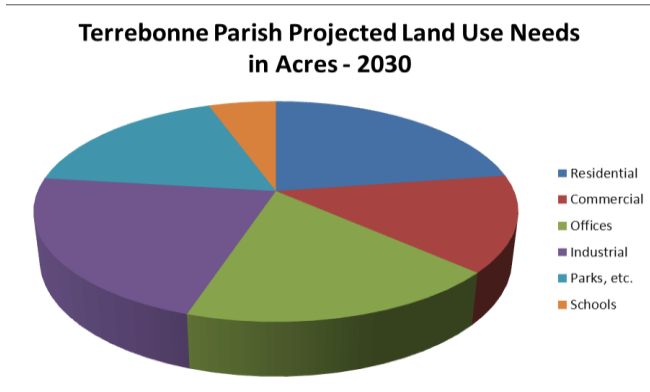 Terrebonne Parish Projected Land Use Needs
in Acres - 2030
Residential
Commercial
Offices
Industrial
Parks, etc.
Schools